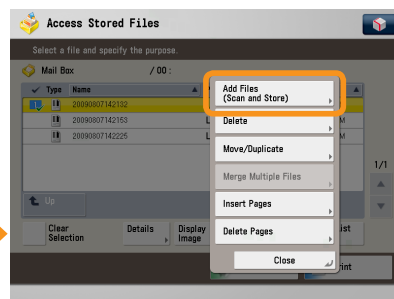 Access Stored Files
Select a file and specify the purpose.
Mail Box / 00 :
Type Name
20090807142132
20090807142153 L
20090807142225 L
M
M
1/1
Up
Clear
Selection
Details
Display
Image
ist
rint
Add Files
(Scan and Store)
Delete
Move/Duplicate
Merge Multiple Files
Insert Pages
Delete Pages
Close